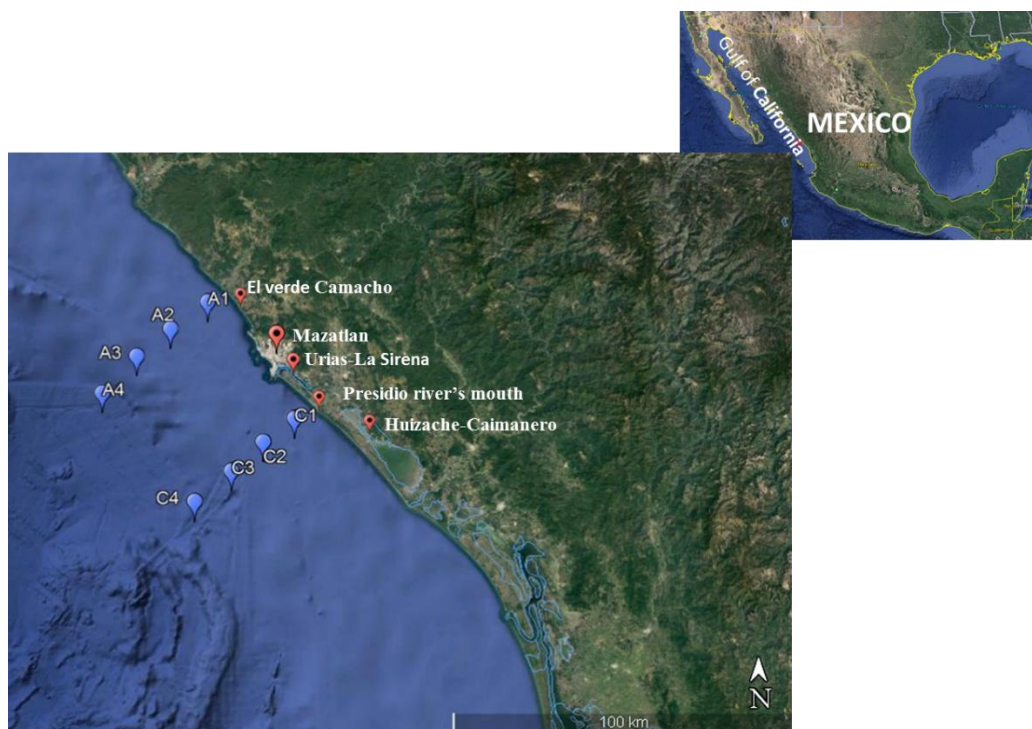 Gulf of California
MEXICO
El verde Camacho
A1
A2
Mazatlan
A3
Urias-La Sirena
A4
Presidio river's mouth
C1
Huizache-Caimanero
C2
C3
C4
N
100 km